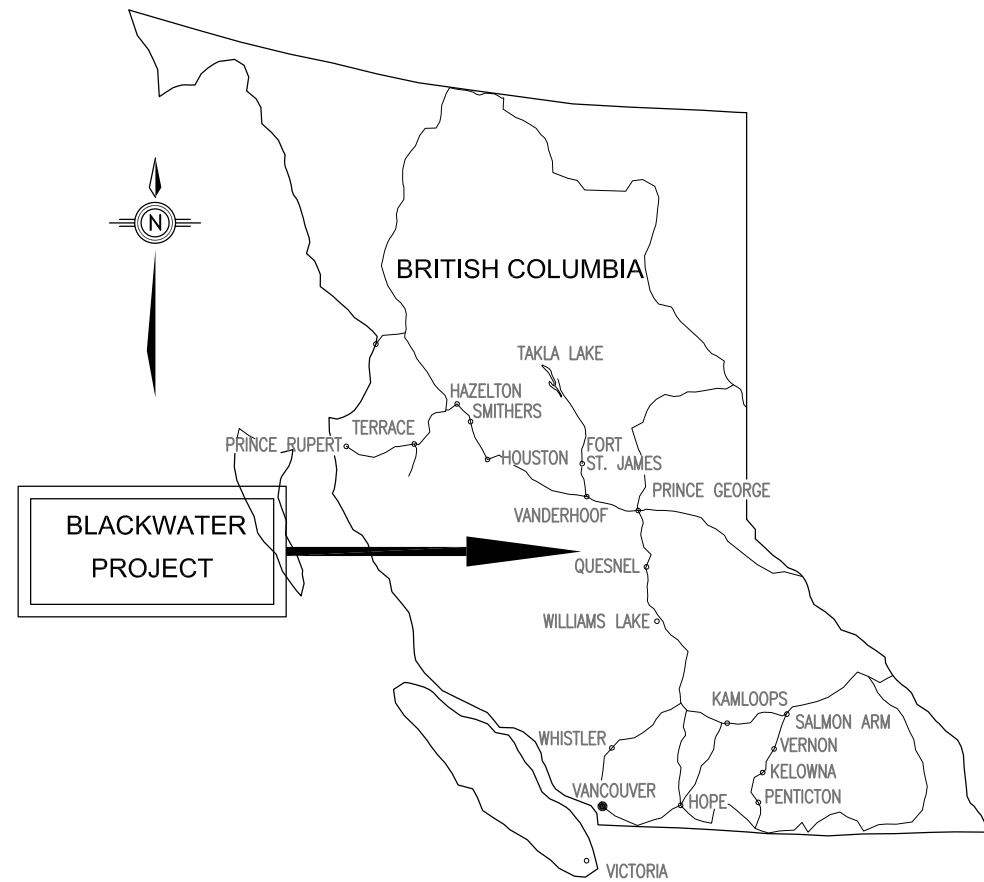 N
BRITISH COLUMBIA
TAKLA LAKE
HAZELTON
SMITHERS
TERRACE
PRINCE RUPERT
HOUSTON
FORT
ST. JAMES
PRINCE GEORGE
VANDERHOOF
BLACKWATER
PROJECT
QUESNEL
WILLIAMS LAKE
KAMLOOPS
SALMON ARM
WHISTLER
VERNON
KELOWNA
VANCOUVER
PENTICTON
HOPE
VICTORIA